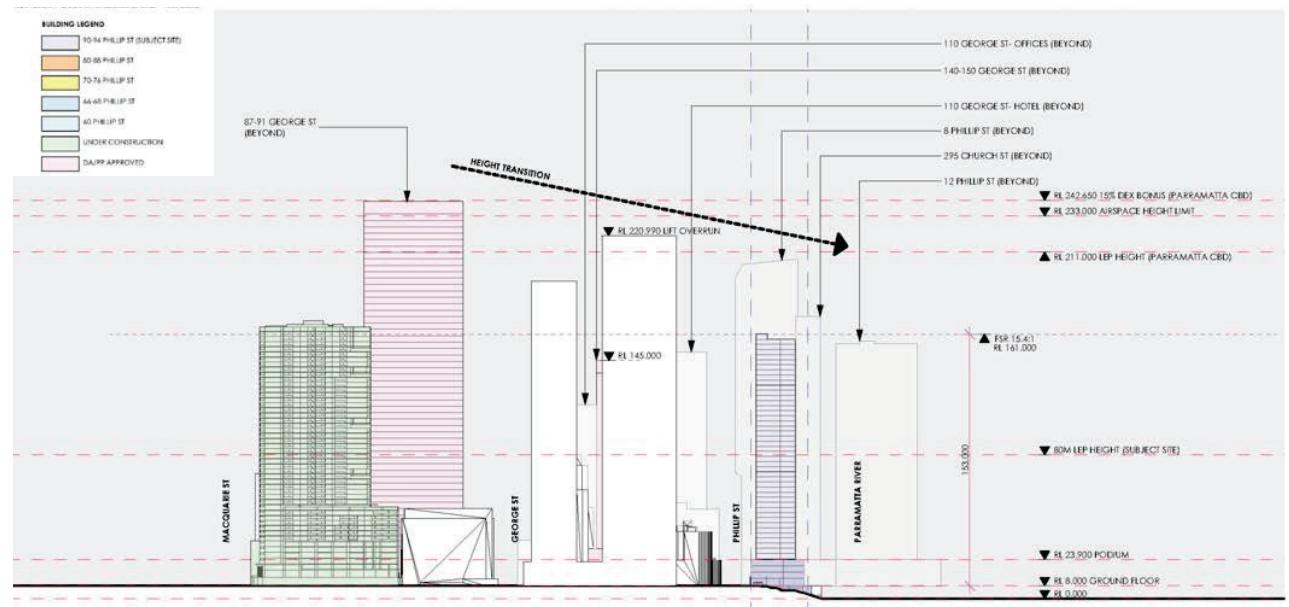 BUILDING LEGEND
90-94 PHILLIP ST (SUBJECT SITE)
80-88 PHILLIP ST
70-76 PHILLIP ST
66-68 PHILLIP ST
60 PHILLIP ST
UNDER CONSTRUCTION
DA/PP APPROVED
110 GEORGE ST- OFFICES (BEYOND)
140-150 GEORGE ST (BEYOND)
110 GEORGE ST- HOTEL (BEYOND)
87-91 GEORGE ST
(BEYOND)
8 PHILLIP ST (BEYOND)
295 CHURCH ST (BEYOND)
HEIGHT TRANSITION
12 PHILLIP ST (BEYOND)
RL 242.650 15% DEX BONUS (PARRAMATTA CBD)
RL 233.000 AIRSPACE HEIGHT LIMIT
RL 220.990 LIFT OVERRUN
RL 211.000 LEP HEIGHT (PARRAMATTA CBD)
FSR 15.4:1
RL 161.000
RL 145.000
80M LEP HEIGHT (SUBJECT SITE)
153.000
MACQUARIE ST
GEORGE ST
PHILLIP ST
PARRAMATTA RIVER
RL 23.900 PODIUM
RL 8.000 GROUND FLOOR
RL 0.000